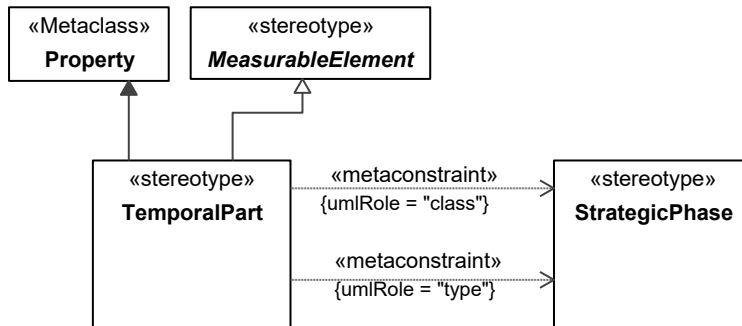 «Metaclass»
Property
«stereotype»
MeasurableElement
«stereotype»
TemporalPart
«metaconstraint»
{umlRole = "class"}
«metaconstraint»
{umlRole = "type"}
«stereotype»
StrategicPhase